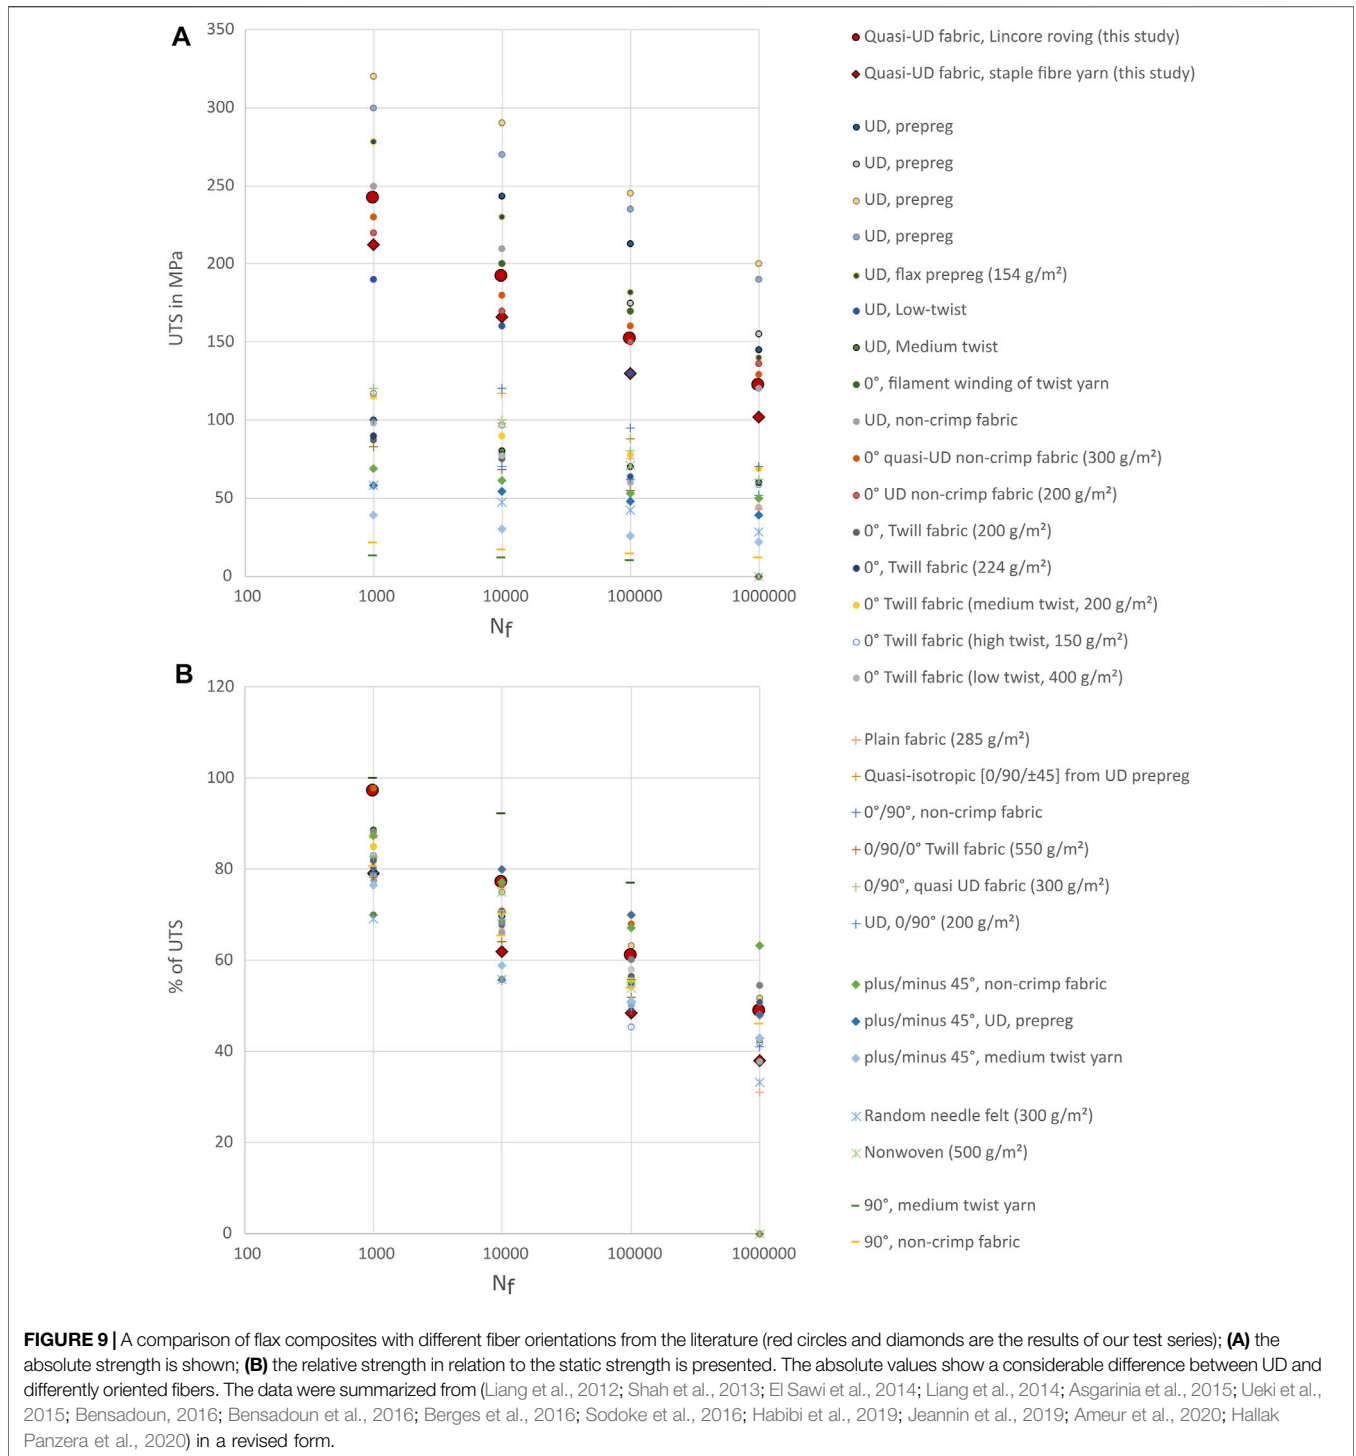 A
350
300
250
200
150
100
50
0
UTS in MPa
100
1000
10000
100000
1000000
Nf
Quasi-UD fabric, Lincore roving (this study)
Quasi-UD fabric, staple fibre yarn (this study)
UD, prepreg
UD, prepreg
UD, prepreg
UD, prepreg
UD, flax prepreg (154 g/m²)
UD, Low-twist
UD, Medium twist
0°, filament winding of twist yarn
UD, non-crimp fabric
0° quasi-UD non-crimp fabric (300 g/m²)
0° UD non-crimp fabric (200 g/m²)
0°, Twill fabric (200 g/m²)
0°, Twill fabric (224 g/m²)
0° Twill fabric (medium twist, 200 g/m²)
0° Twill fabric (high twist, 150 g/m²)
0° Twill fabric (low twist, 400 g/m²)
Plain fabric (285 g/m²)
Quasi-isotropic [0/90/±45] from UD prepreg
0°/90°, non-crimp fabric
0/90/0° Twill fabric (550 g/m²)
0/90°, quasi UD fabric (300 g/m²)
UD, 0/90° (200 g/m²)
plus/minus 45°, non-crimp fabric
plus/minus 45°, UD, prepreg
plus/minus 45°, medium twist yarn
Random needle felt (300 g/m²)
Nonwoven (500 g/m²)
90°, medium twist yarn
90°, non-crimp fabric
B
120
100
80
60
40
20
0
% of UTS
100
1000
10000
100000
1000000
Nf
FIGURE 9 | A comparison of flax composites with different fiber orientations from the literature (red circles and diamonds are the results of our test series); (A) the
absolute strength is shown; (B) the relative strength in relation to the static strength is presented. The absolute values show a considerable difference between UD and
differently oriented fibers. The data were summarized from (Liang et al., 2012; Shah et al., 2013; El Sawi et al., 2014; Liang et al., 2014; Asgarinia et al., 2015; Ueki et al.,
2015; Bensadoun, 2016; Bensadoun et al., 2016; Berges et al., 2016; Sodoke et al., 2016; Habibi et al., 2019; Jeannin et al., 2019; Ameur et al., 2020; Hallak
Panzera et al., 2020) in a revised form.